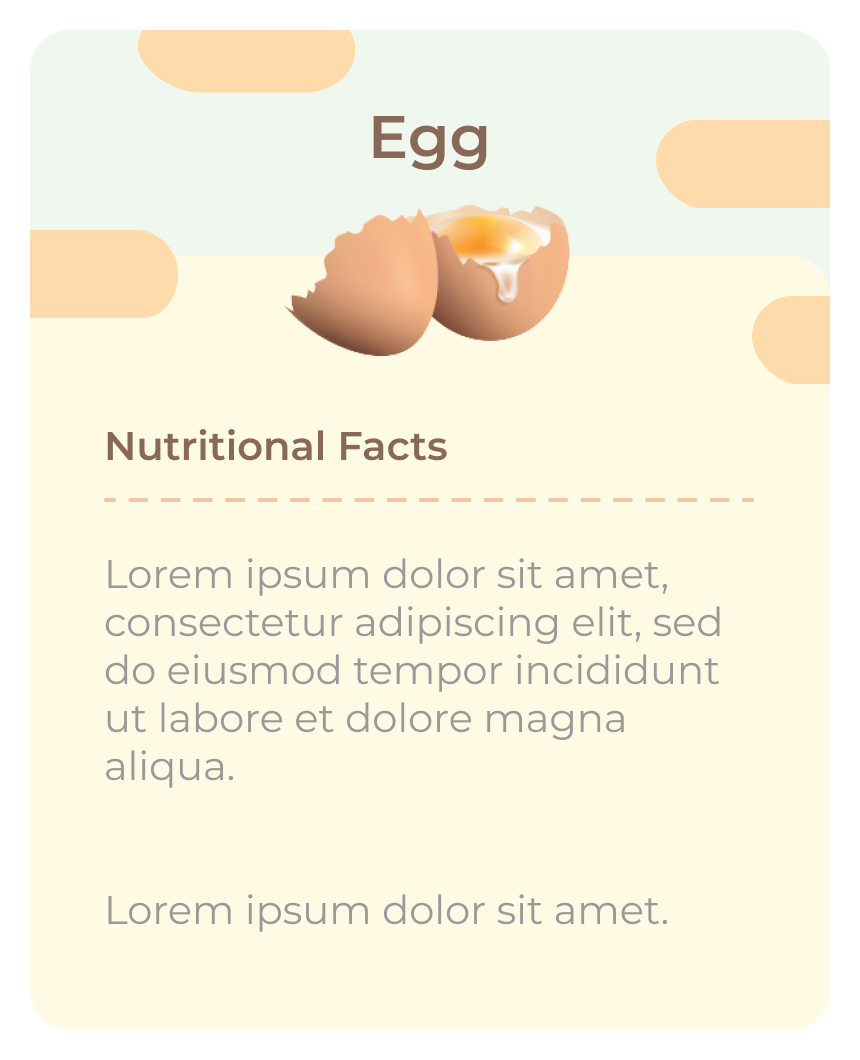 Egg
Nutritional Facts
Lorem ipsum dolor sit amet,
consectetur adipiscing elit, sed
do eiusmod tempor incididunt
ut labore et dolore magna
aliqua.
Lorem ipsum dolor sit amet.